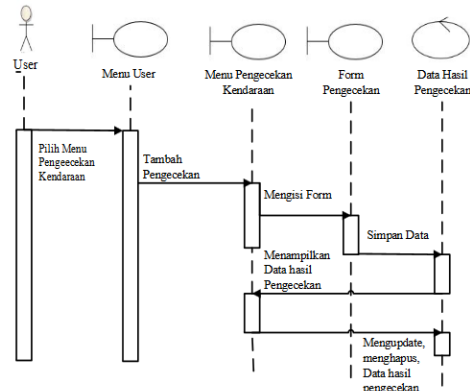 User
Menu User
Menu Pengecekan
Kendaraan
Form
Pengecekan
Data Hasil
Pengecekan
Pilih Menu
Pengeecekan
Kendaraan
Tambah
Pengecekan
Mengisi Form
Simpan Data
Menampilkan
Data hasil
Pengecekan
Mengupdate,
menghapus,
Data hasil
pengecekan